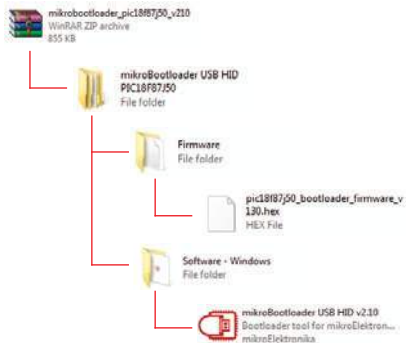 mikrobootloader_pic18f87j50_v210
WinRAR ZIP archive
855 KB
mikroBootloader USB HID
PIC18F87J50
File folder
Firmware
File folder
pic18f87j50_bootloader_firmware_v
130.hex
HEX File
Software - Windows
File folder
mikroBootloader USB HID v2.10
Bootloader tool for mikroElektron...
mikroElektronika